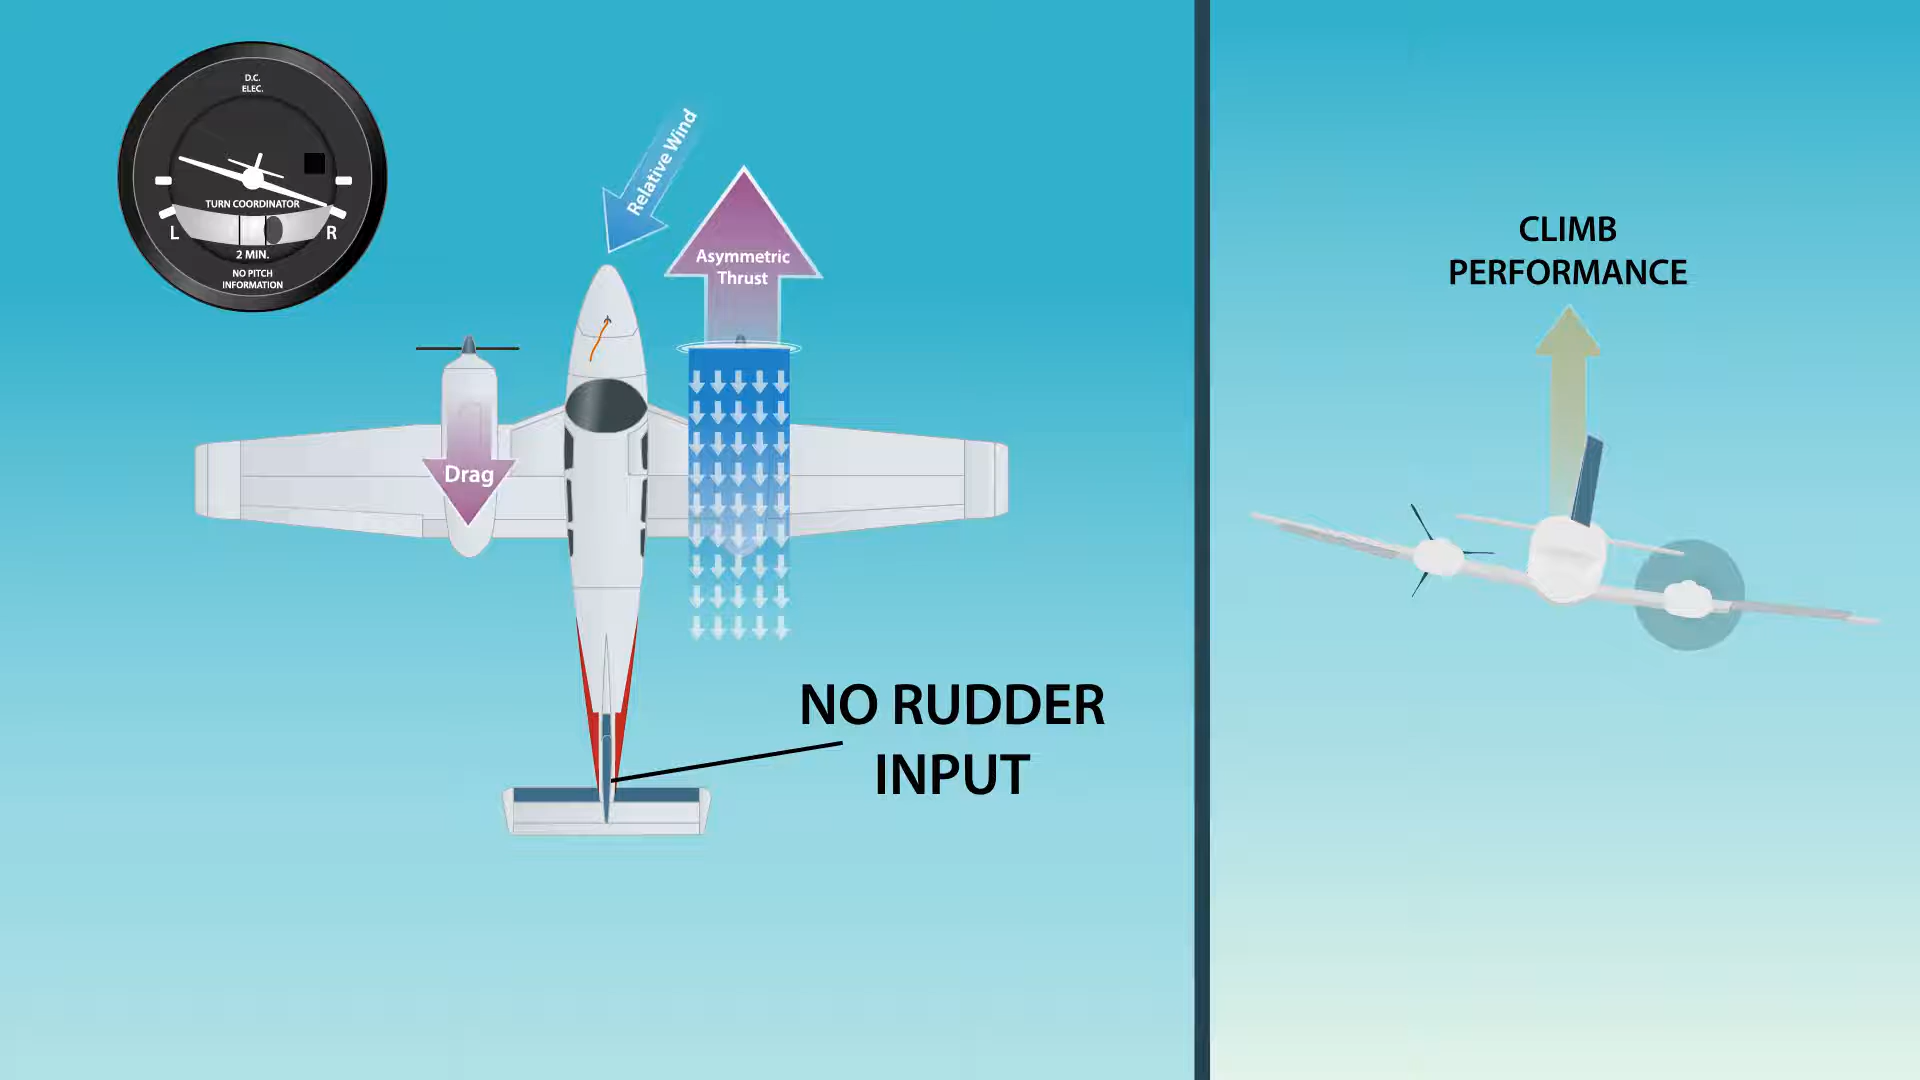 D.C.
ELEC.
TURN COORDINATOR
L
R
2 MIN.
NO PITCH
INFORMATION
Relative Wind
Asymmetric
Thrust
Drag
NO RUDDER
INPUT
CLIMB
PERFORMANCE